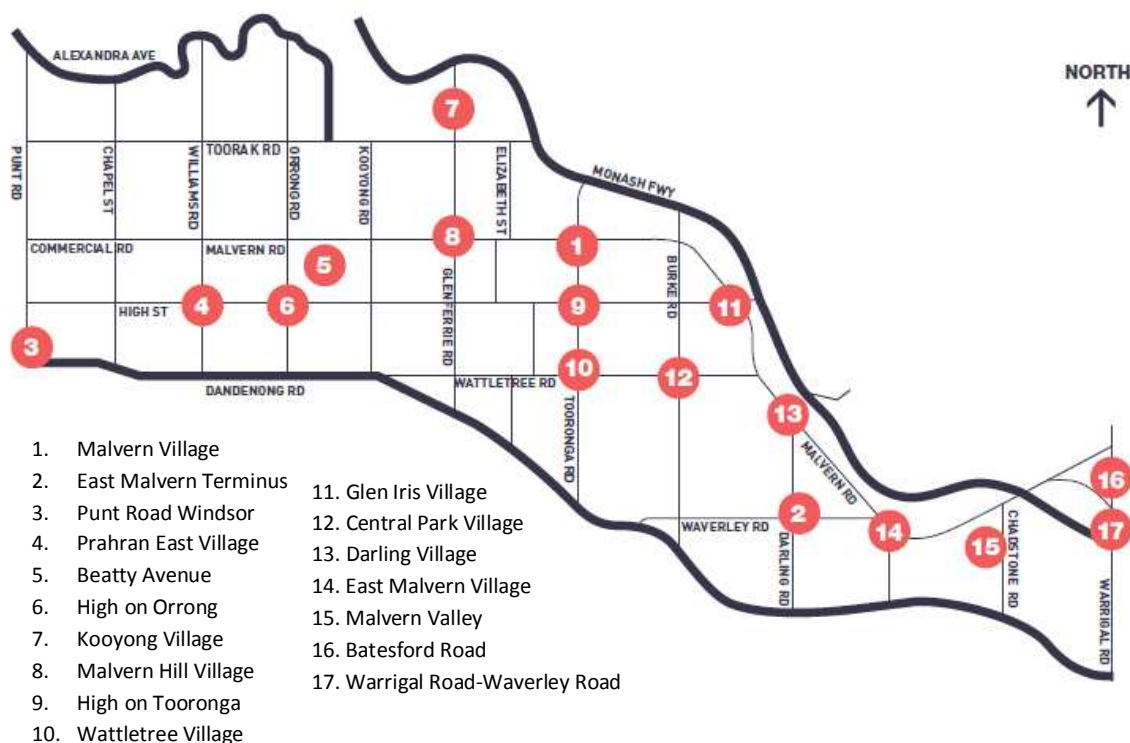 ALEXANDRA AVE
NORTH
7
PUNT RD
CHAPEL ST
WILLIAMS RD
TOORAK RD
ORRONG RD
KOOYONG RD
ELIZABETH ST
MONASH FWY
COMMERCIAL RD
MALVERN RD
8
1
5
GLENFERRIE RD
BURKE RD
HIGH ST
4
6
9
11
3
10
12
DANDENONG RD
WATTLETREE RD
TOORONGA RD
13
MALVERN RD
16
2
WAVERLEY RD
14
15
17
DARLING RD
CHADSTONE RD
WARRIGAL RD
1. Malvern Village
2. East Malvern Terminus
3. Punt Road Windsor
4. Prahran East Village
5. Beatty Avenue
6. High on Orrong
7. Kooyong Village
8. Malvern Hill Village
9. High on Tooronga
10. Wattletree Village
11. Glen Iris Village
12. Central Park Village
13. Darling Village
14. East Malvern Village
15. Malvern Valley
16. Batesford Road
17. Warrigal Road-Waverley Road